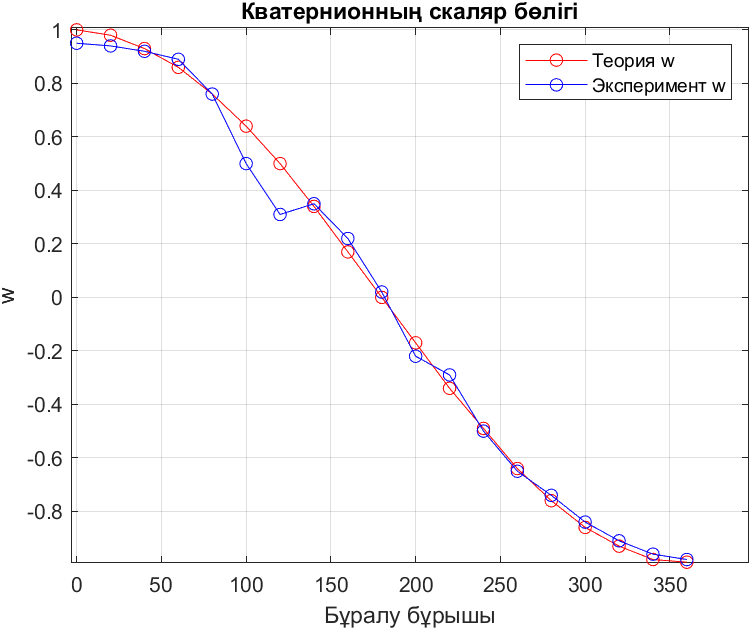 Кватернионның скаляр бөлігі
Теория w
Эксперимент w
1
0.8
0.6
0.4
0.2
0
-0.2
-0.4
-0.6
-0.8
w
0 50 100 150 200 250 300 350
Бұралу бұрышы